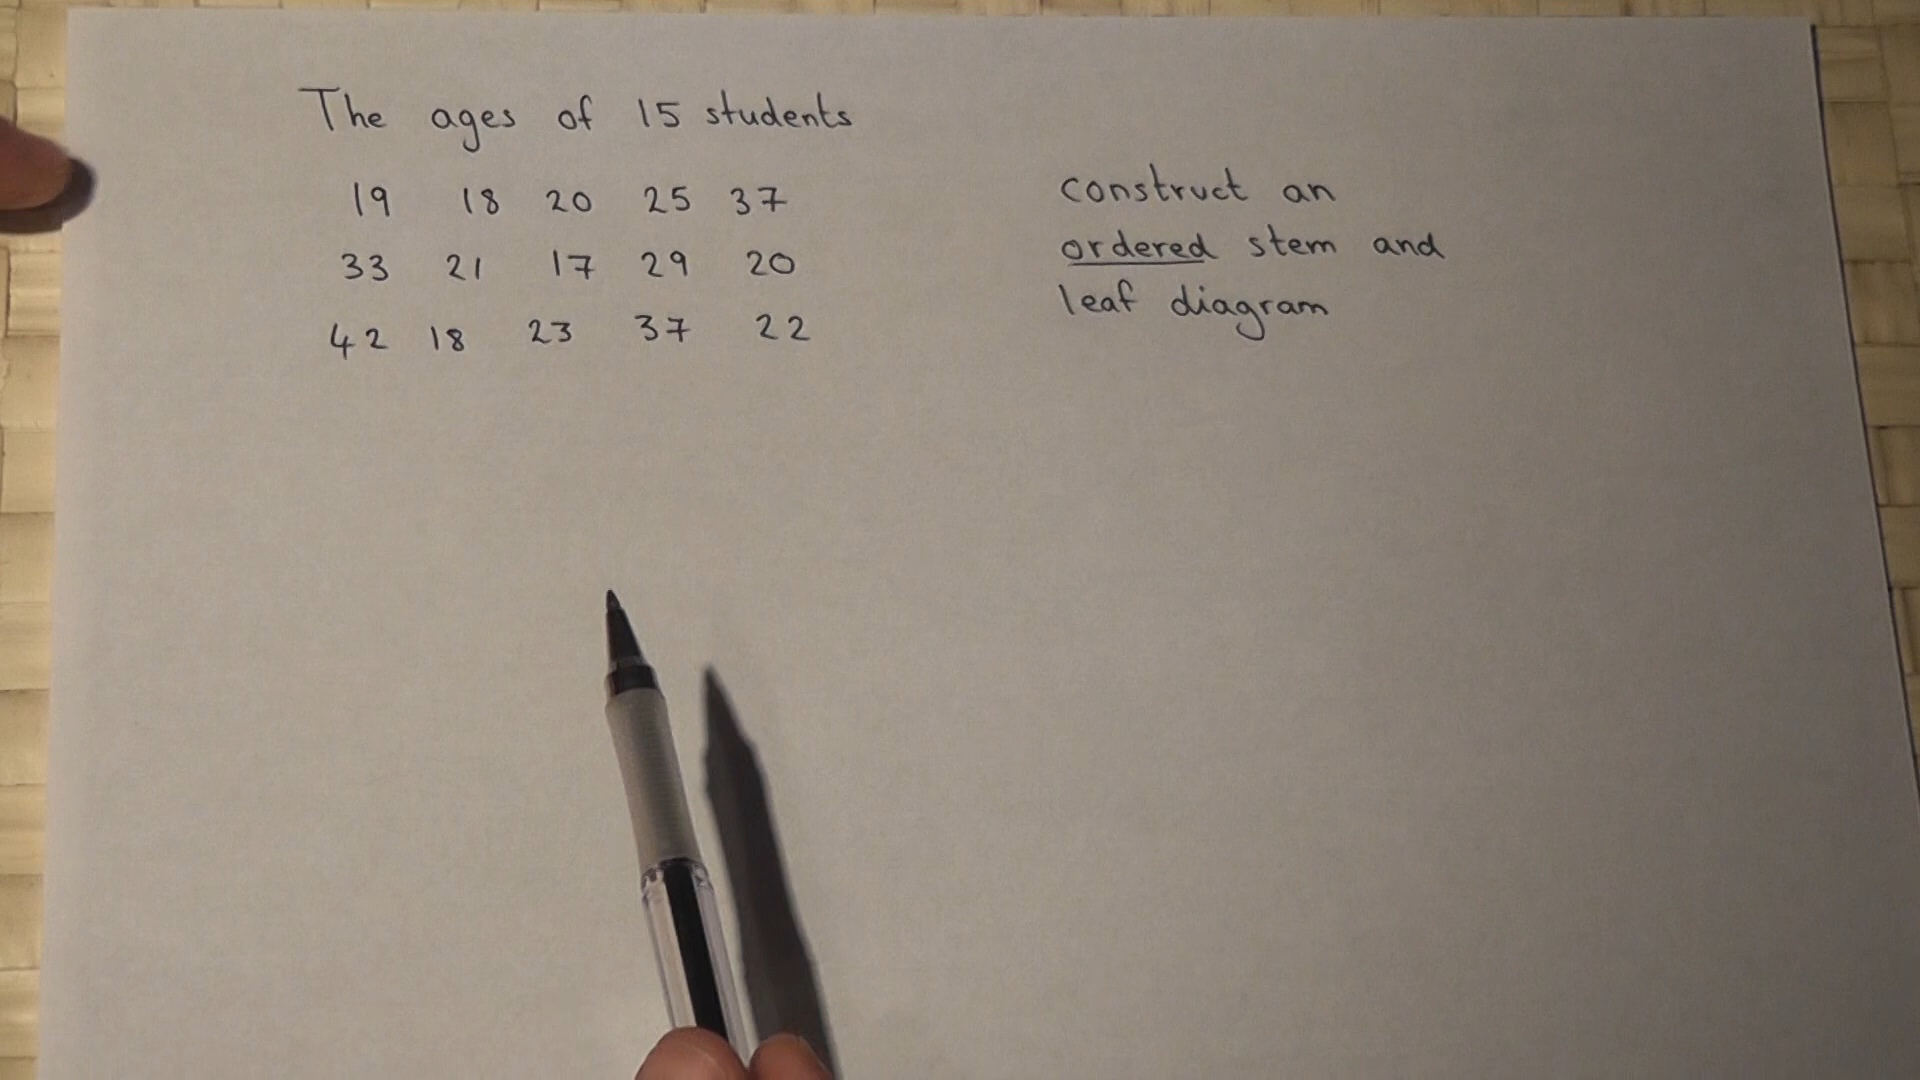 The ages of 15 students
19 18 20 25 37
33 21 17 29 20
42 18 23 37 22
construct an
ordered stem and
leaf diagram